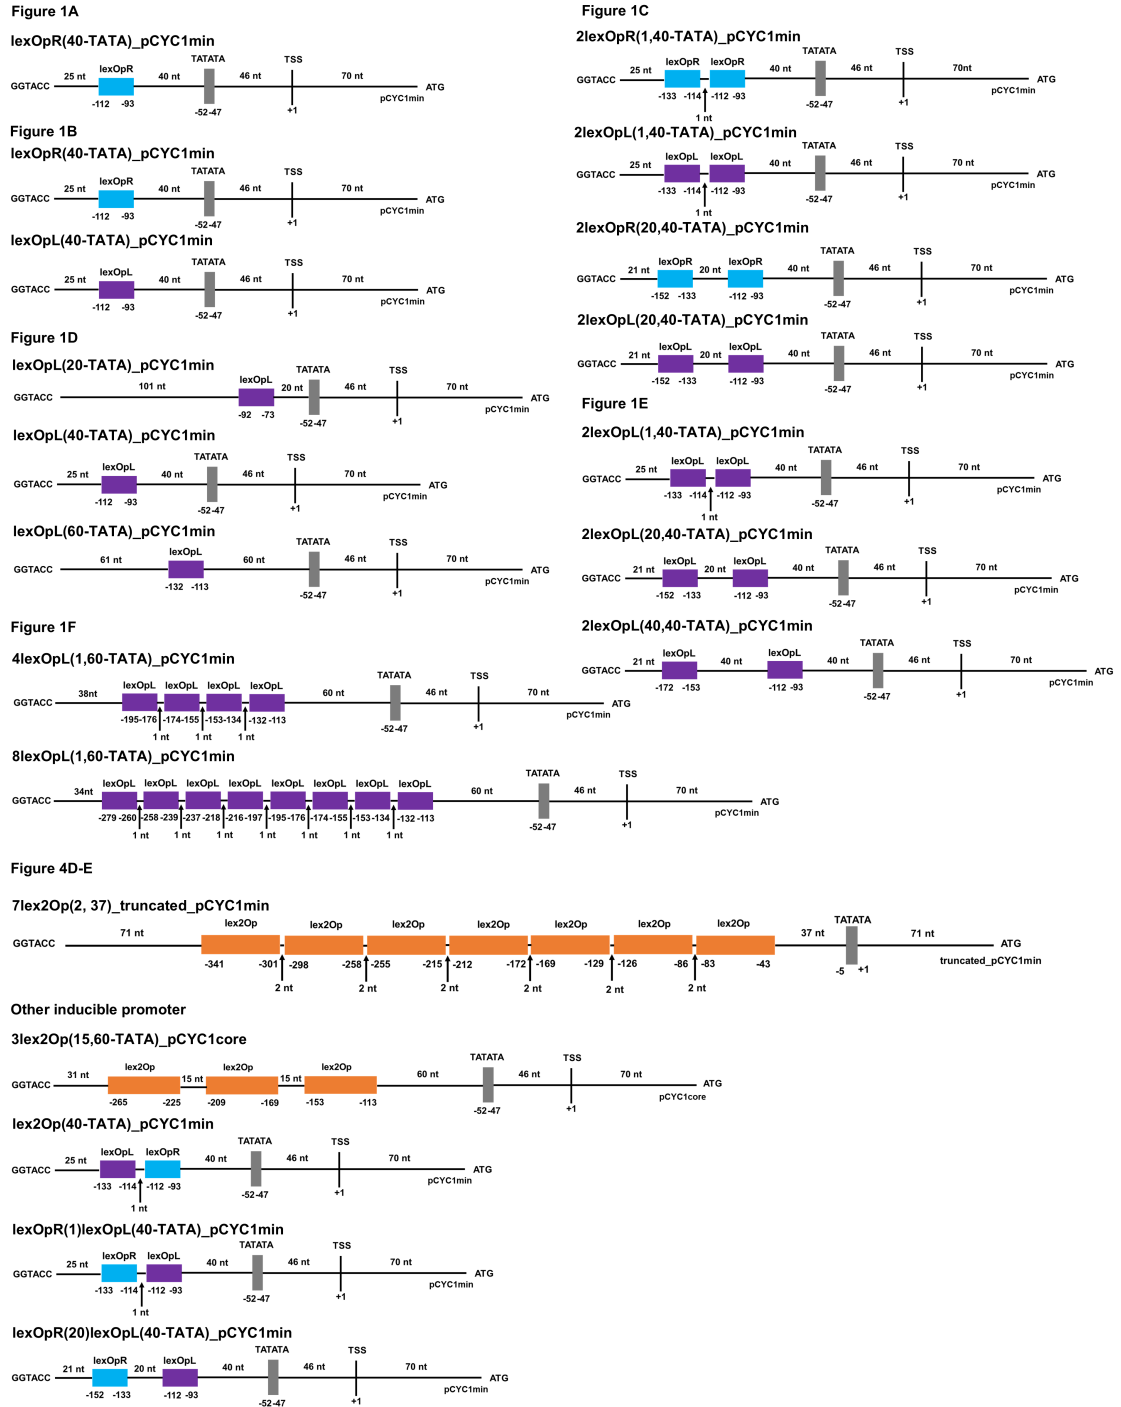 Figure 1A
lexOpR(40-TATA)_pCYC1min
lexOpR TATATA TSS
25 nt 40 nt 46 nt 70 nt
GGTACC ATG
-112 -93 -52-47 +1 pCYC1min
Figure 1B
lexOpR(40-TATA)_pCYC1min
lexOpR TATATA TSS
25 nt 40 nt 46 nt 70 nt
GGTACC ATG
-112 -93 -52-47 +1 pCYC1min
lexOpL(40-TATA)_pCYC1min
lexOpL TATATA TSS
25 nt 40 nt 46 nt 70 nt
GGTACC ATG
-112 -93 -52-47 +1 pCYC1min
Figure 1D
lexOpL(20-TATA)_pCYC1min
101 nt lexOpL 20 nt TATATA 46 nt TSS 70 nt
GGTACC ATG
-92 -73 -52-47 +1 pCYC1min
lexOpL(40-TATA)_pCYC1min
lexOpL TATATA TSS
25 nt 40 nt 46 nt 70 nt
GGTACC ATG
-112 -93 -52-47 +1 pCYC1min
lexOpL(60-TATA)_pCYC1min
lexOpL TATATA TSS
61 nt 60 nt 46 nt 70 nt
GGTACC ATG
-132 -113 -52-47 +1 pCYC1min
Figure 1F
4lexOpL(1,60-TATA)_pCYC1min
lexOpL lexOpL lexOpL lexOpL TATATA TSS
38nt 60 nt 46 nt 70 nt
GGTACC ATG
-195-176 -174-155 -153-134 -132-113 -52-47 +1 pCYC1min
1 nt 1 nt 1 nt
8lexOpL(1,60-TATA)_pCYC1min
lexOpL lexOpL lexOpL lexOpL lexOpL lexOpL lexOpL lexOpL TATATA TSS
34nt 60 nt 46 nt 70 nt
GGTACC ATG
-279 -260 -258 -239 -237 -218 -216 -197 -195-176 -174-155 -153-134 -132-113 -52-47 +1 pCYC1min
1 nt 1 nt 1 nt 1 nt 1 nt 1 nt 1 nt
Figure 1C
2lexOpR(1,40-TATA)_pCYC1min
lexOpR lexOpR TATATA TSS
25 nt 40 nt 46 nt 70nt
GGTACC ATG
-133 -114 -112 -93 -52-47 +1 pCYC1min
1 nt
2lexOpL(1,40-TATA)_pCYC1min
lexOpL lexOpL TATATA TSS
25 nt 40 nt 46 nt 70 nt
GGTACC ATG
-133 -114 -112 -93 -52-47 +1 pCYC1min
1 nt
2lexOpR(20,40-TATA)_pCYC1min
lexOpR lexOpR TATATA TSS
21 nt 20 nt 40 nt 46 nt 70 nt
GGTACC ATG
-152 -133 -112 -93 -52-47 +1 pCYC1min
2lexOpL(20,40-TATA)_pCYC1min
lexOpL lexOpL TATATA TSS
21 nt 20 nt 40 nt 46 nt 70 nt
GGTACC ATG
-152 -133 -112 -93 -52-47 +1 pCYC1min
Figure 1E
2lexOpL(1,40-TATA)_pCYC1min
lexOpL lexOpL TATATA TSS
25 nt 40 nt 46 nt 70 nt
GGTACC ATG
-133 -114 -112 -93 -52-47 +1 pCYC1min
1 nt
2lexOpL(20,40-TATA)_pCYC1min
lexOpL lexOpL TATATA TSS
21 nt 20 nt 40 nt 46 nt 70 nt
GGTACC ATG
-152 -133 -112 -93 -52-47 +1 pCYC1min
2lexOpL(40,40-TATA)_pCYC1min
lexOpL lexOpL TATATA TSS
21 nt 40 nt 40 nt 46 nt 70 nt
GGTACC ATG
-172 -153 -112 -93 -52-47 +1 pCYC1min
Figure 4D-E
7lex2Op(2, 37)_truncated_pCYC1min
lex2Op lex2Op lex2Op lex2Op lex2Op lex2Op lex2Op TATATA
71 nt 37 nt 71 nt
GGTACC ATG
-341 -301 -298 -258 -255 -215 -212 -172 -169 -129 -126 -86 -83 -43 -5 +1 truncated_pCYC1min
2 nt 2 nt 2 nt 2 nt 2 nt 2 nt
Other inducible promoter
3lex2Op(15,60-TATA)_pCYC1core
lex2Op lex2Op lex2Op TATATA TSS
31 nt 15 nt 15 nt 60 nt 46 nt 70 nt
GGTACC ATG
-265 -225 -209 -169 -153 -113 -52-47 +1 pCYC1core
lex2Op(40-TATA)_pCYC1min
lexOpL lexOpR TATATA TSS
25 nt 40 nt 46 nt 70 nt
GGTACC ATG
-133 -114 -112 -93 -52-47 +1 pCYC1min
1 nt
lexOpR(1)lexOpL(40-TATA)_pCYC1min
lexOpR lexOpL TATATA TSS
25 nt 40 nt 46 nt 70 nt
GGTACC ATG
-133 -114 -112 -93 -52-47 +1 pCYC1min
1 nt
lexOpR(20)lexOpL(40-TATA)_pCYC1min
lexOpR lexOpL TATATA TSS
21 nt 20 nt 40 nt 46 nt 70 nt
GGTACC ATG
-152 -133 -112 -93 -52-47 +1 pCYC1min